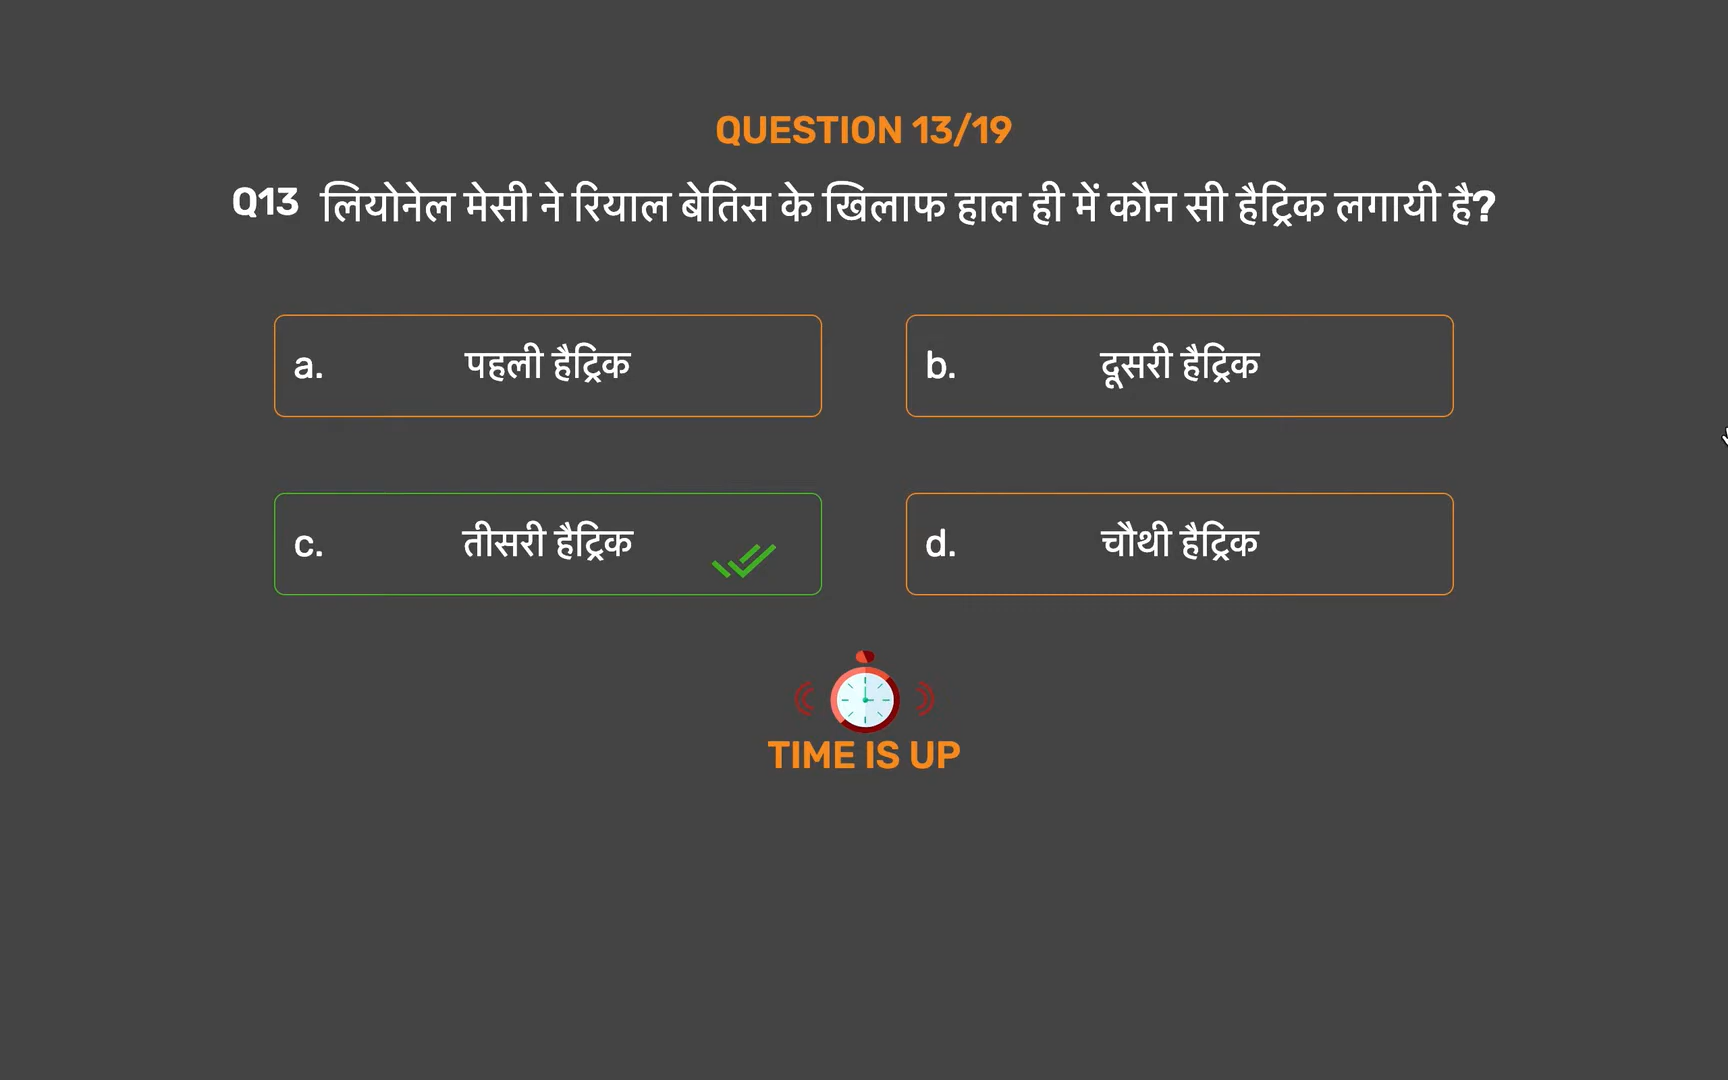 QUESTION 13/19
Q13 लियोनेल मेसी ने रियाल बेतिस के खिलाफ हाल ही में कौन सी हैट्रिक लगायी है?
a. पहली हैट्रिक
b. दूसरी हैट्रिक
c. तीसरी हैट्रिक
d. चौथी हैट्रिक
TIME IS UP